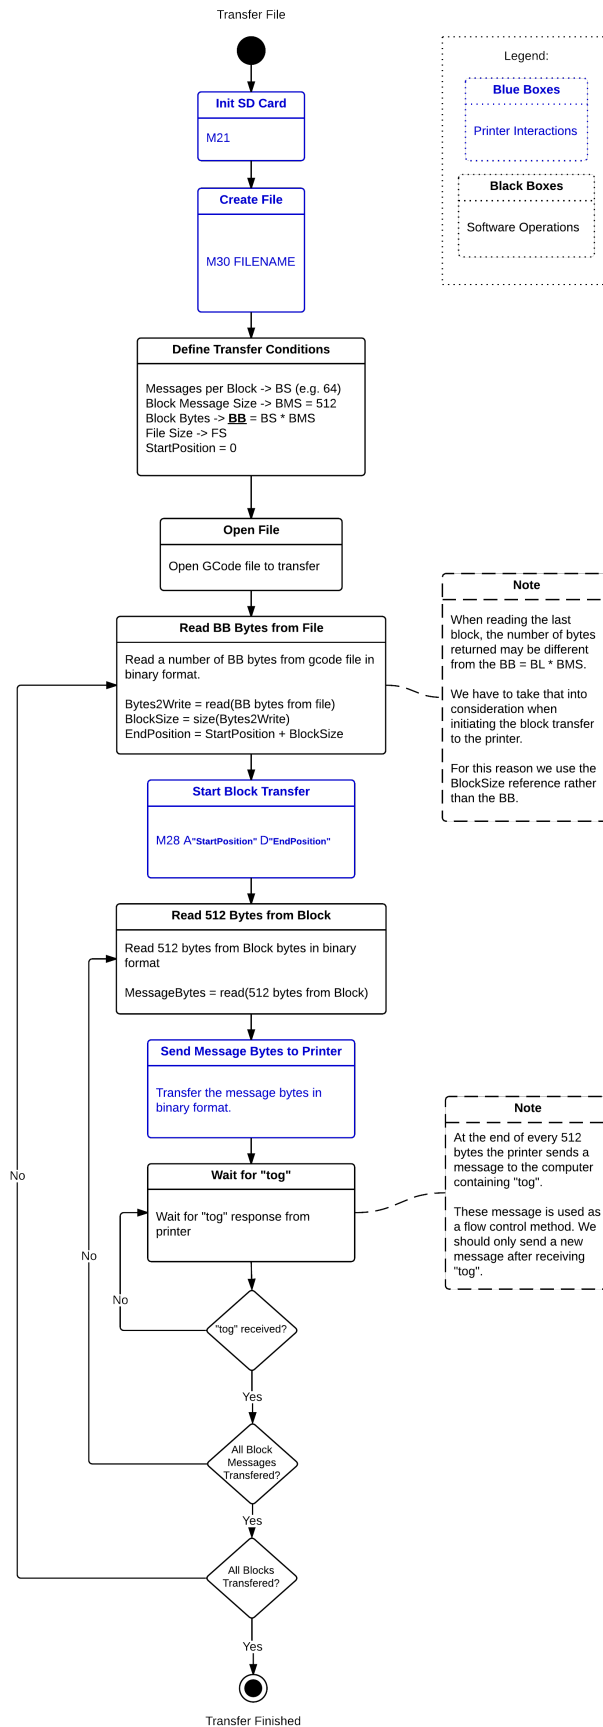 Transfer File
Legend:
Blue Boxes
Printer Interactions
Black Boxes
Software Operations
Init SD Card
M21
Create File
M30 FILENAME
Define Transfer Conditions
Messages per Block -> BS (e.g. 64)
Block Message Size -> BMS = 512
Block Bytes -> BB = BS * BMS
File Size -> FS
StartPosition = 0
Open File
Open GCode file to transfer
Read BB Bytes from File
Read a number of BB bytes from gcode file in
binary format.
Bytes2Write = read(BB bytes from file)
BlockSize = size(Bytes2Write)
EndPosition = StartPosition + BlockSize
Note
When reading the last
block, the number of bytes
returned may be different
from the BB = BL * BMS.
We have to take that into
consideration when
initiating the block transfer
to the printer.
For this reason we use the
BlockSize reference rather
than the BB.
Start Block Transfer
M28 A"StartPosition" D"EndPosition"
Read 512 Bytes from Block
Read 512 bytes from Block bytes in binary
format
MessageBytes = read(512 bytes from Block)
Send Message Bytes to Printer
Transfer the message bytes in
binary format.
Wait for "tog"
Wait for "tog" response from
printer
Note
At the end of every 512
bytes the printer sends a
message to the computer
containing "tog".
These message is used as
a flow control method. We
should only send a new
message after receiving
"tog".
No
No
No
"tog" received?
Yes
All Block
Messages
Transfered?
Yes
All Blocks
Transfered?
Yes
Transfer Finished